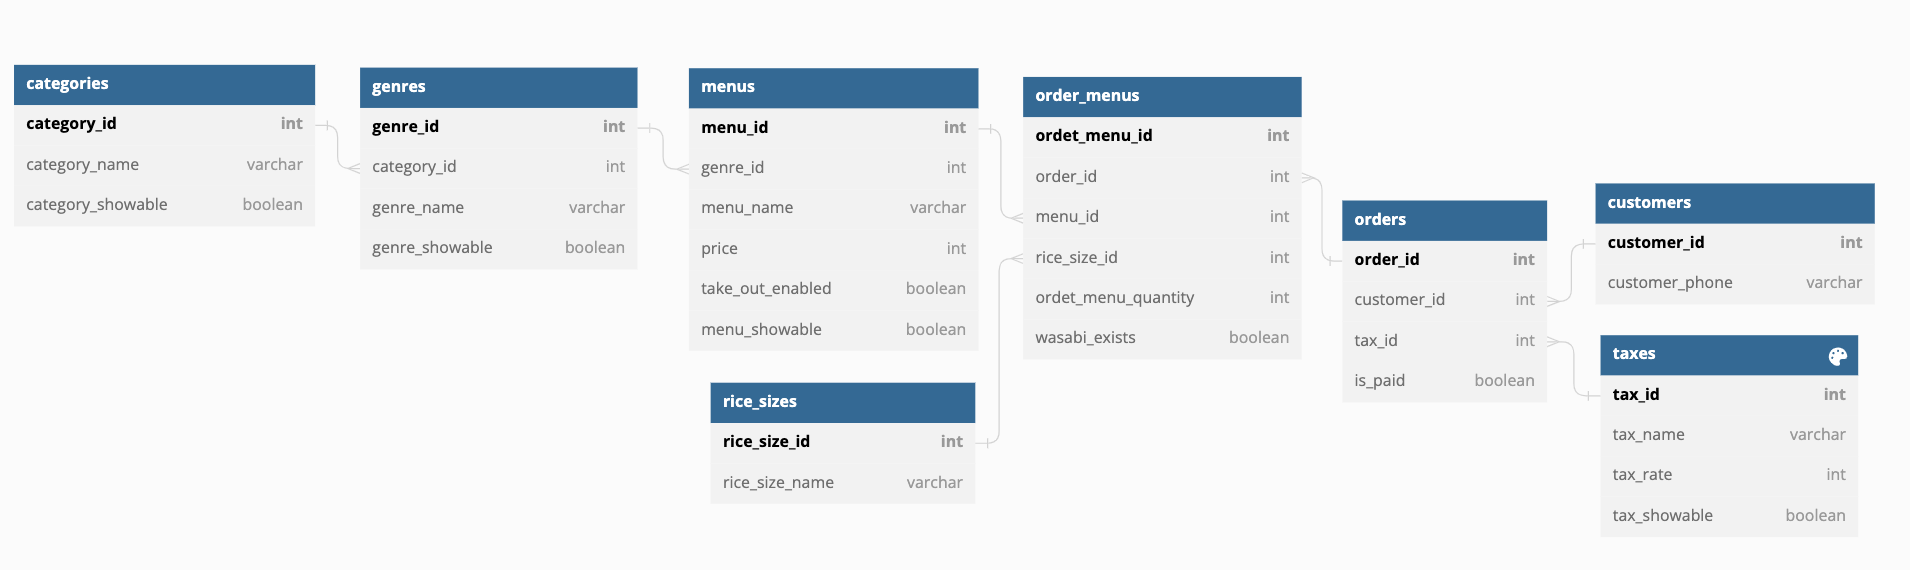 categories
category_id int
category_name varchar
category_showable boolean
genres
genre_id int
category_id int
genre_name varchar
genre_showable boolean
menus
menu_id int
genre_id int
menu_name varchar
price int
take_out_enabled boolean
menu_showable boolean
rice_sizes
rice_size_id int
rice_size_name varchar
order_menus
ordet_menu_id int
order_id int
menu_id int
rice_size_id int
ordet_menu_quantity int
wasabi_exists boolean
orders
order_id int
customer_id int
tax_id int
is_paid boolean
customers
customer_id int
customer_phone varchar
taxes
tax_id int
tax_name varchar
tax_rate int
tax_showable boolean